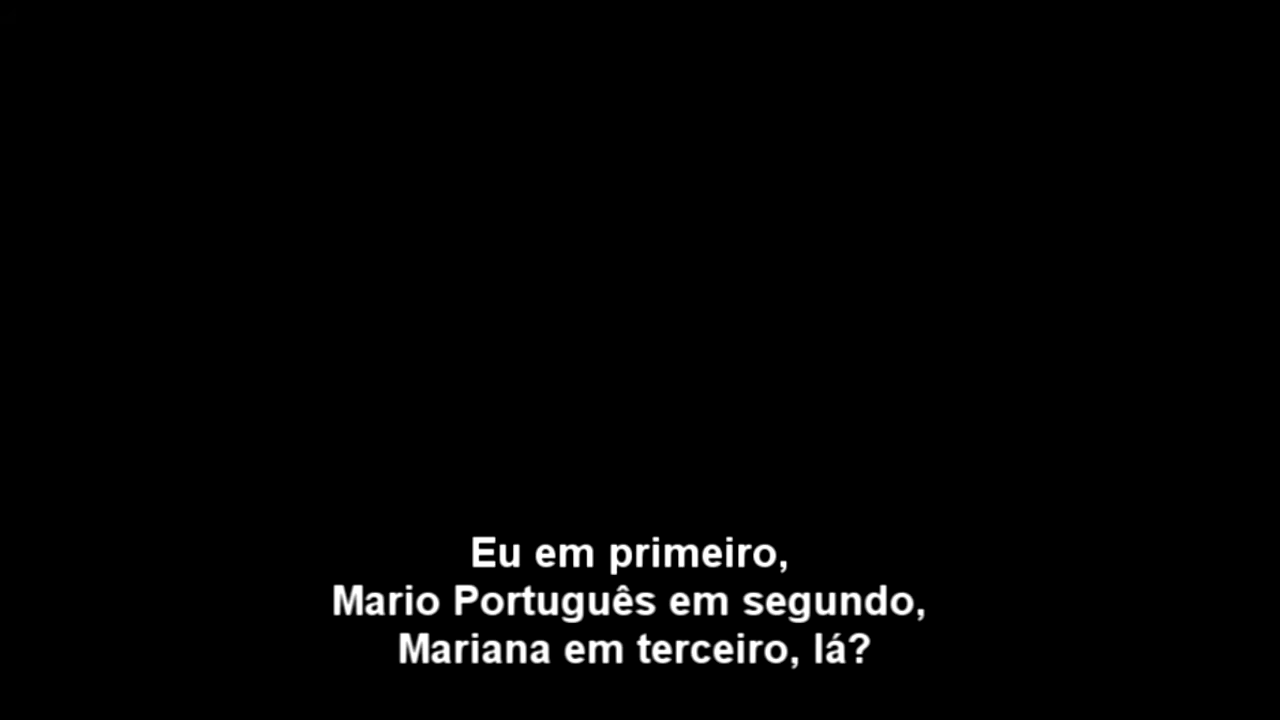 Eu em primeiro,
Mario Português em segundo,
Mariana em terceiro, lá?